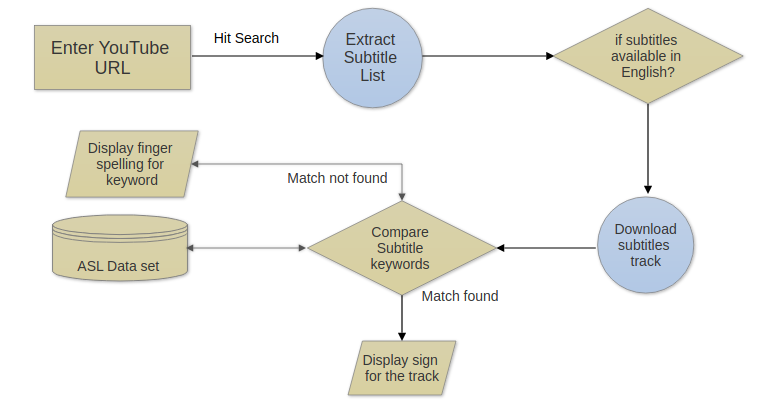 Enter YouTube
URL
Hit Search
Extract
Subtitle
List
if subtitles
available in
English?
Display finger
spelling for
keyword
Match not found
Compare
Subtitle
keywords
Download
subtitles
track
ASL Data set
Match found
Display sign
for the track